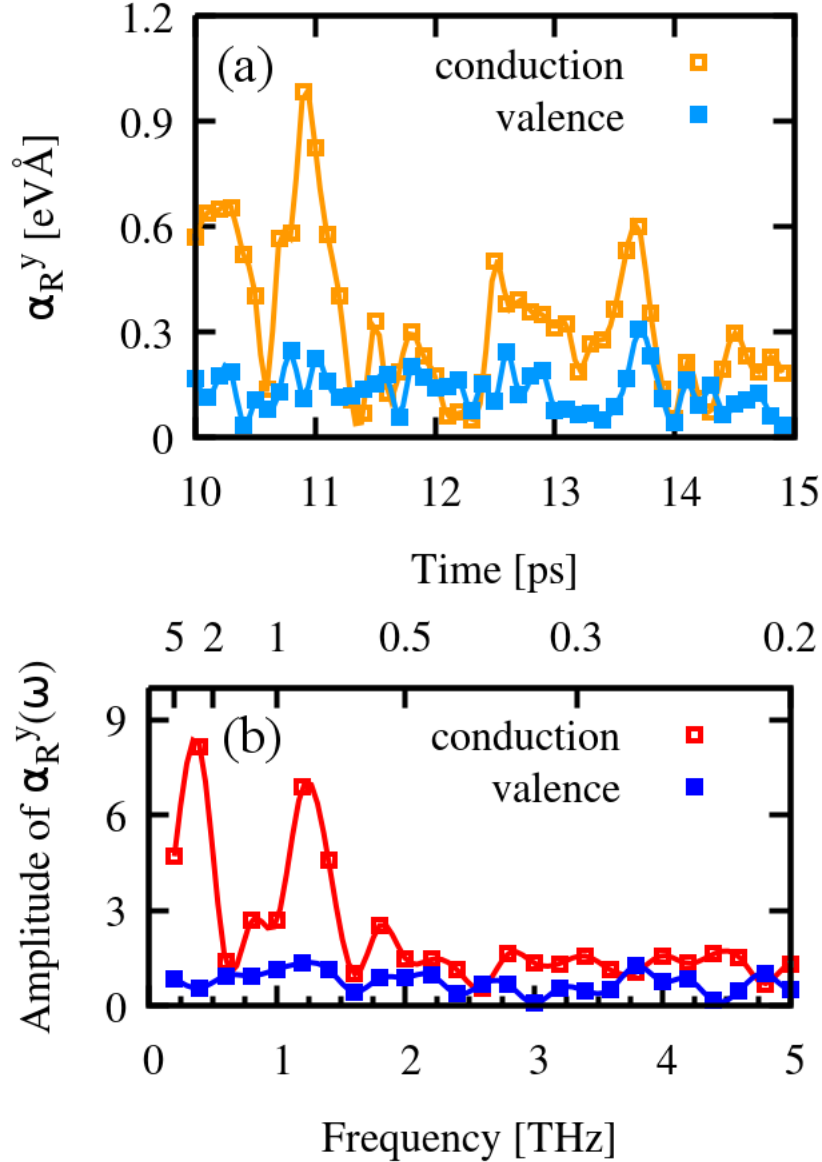 1.2
(a)
conduction
valence
0.9
0.6
0.3
0
α_R^y [eVÅ]
10 11 12 13 14 15
Time [ps]
5 2 1 0.5 0.3 0.2
9
(b)
conduction
valence
6
3
0
Amplitude of α_R^y(ω)
0 1 2 3 4 5
Frequency [THz]